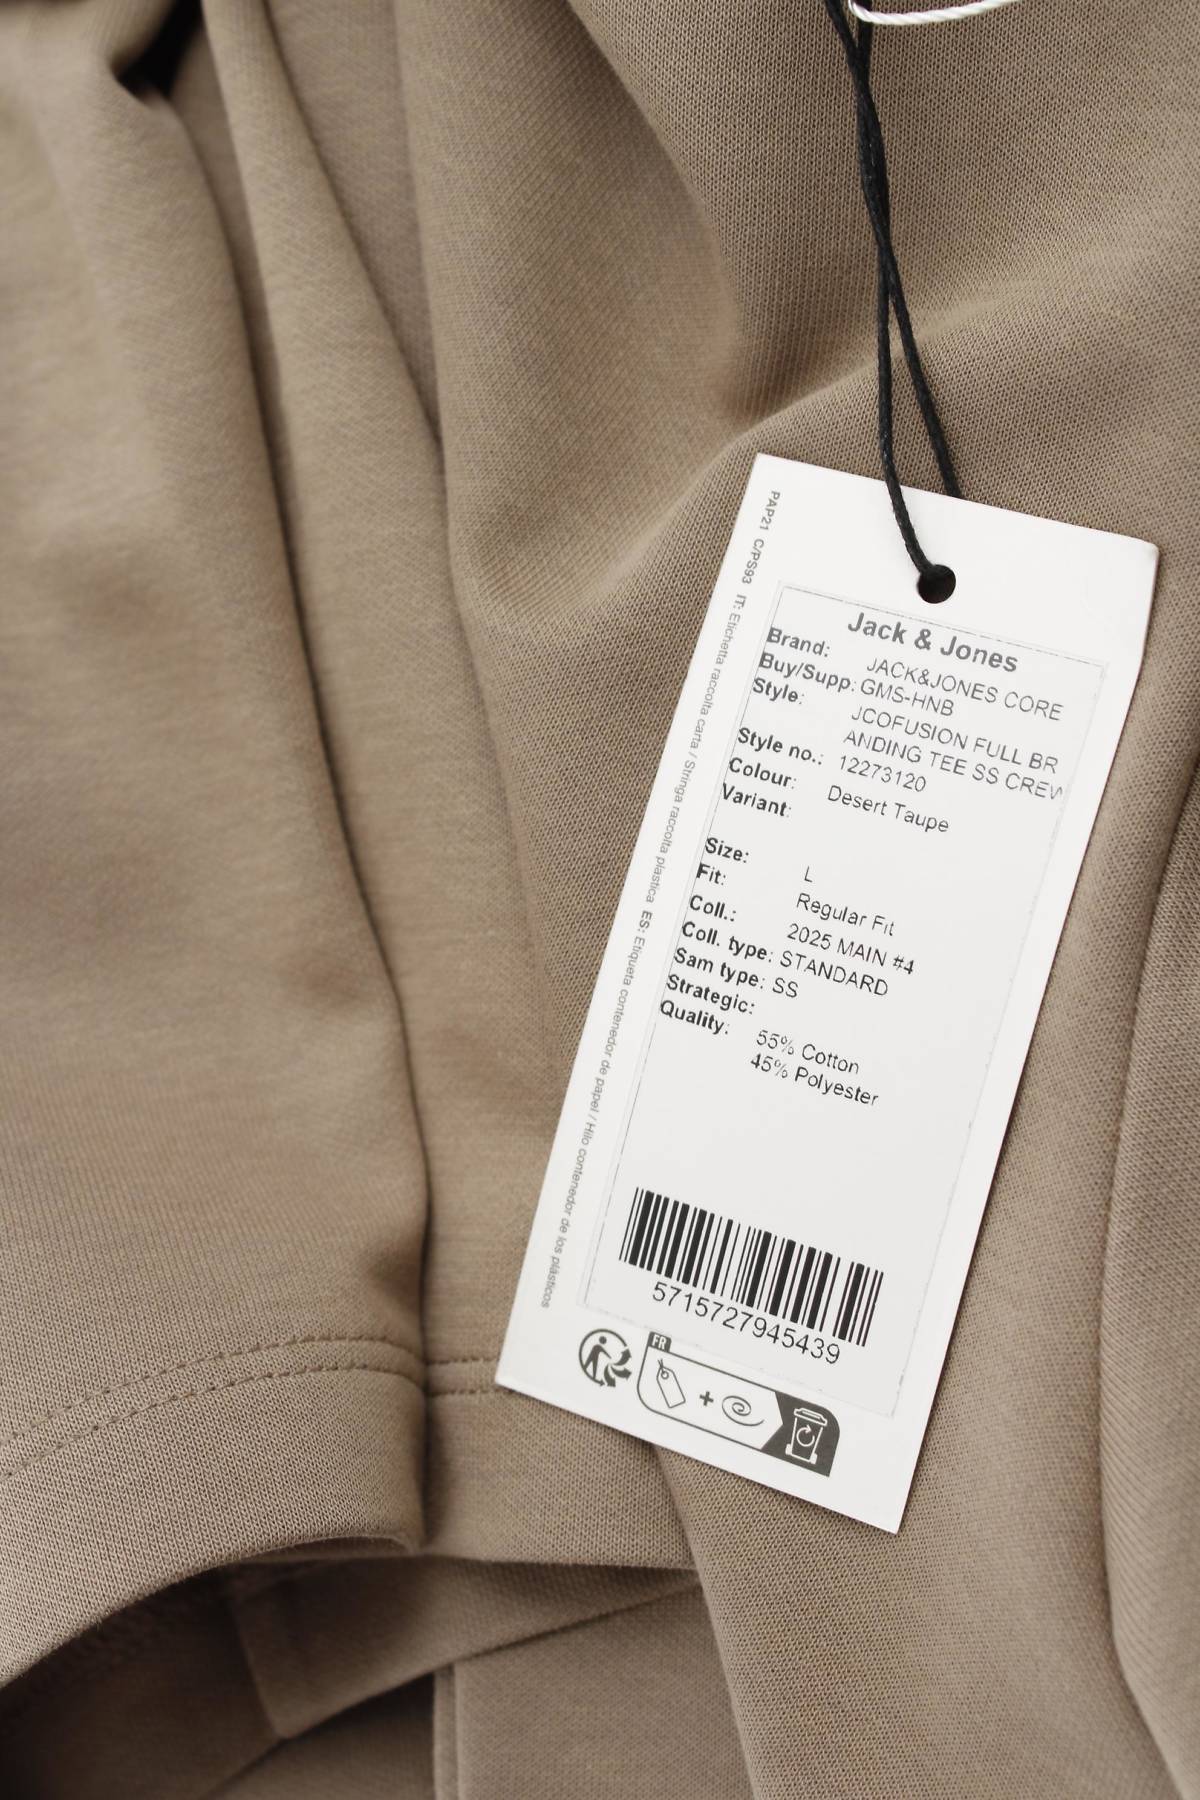 PAP21 C/PS93 IT: Etichetta raccolta carta / Stringa raccolta plastica ES: Etiqueta contenedor de papel / Hilo contenedor de los plásticos
Jack & Jones
Brand: JACK&JONES CORE
Buy/Supp: GMS-HNB
Style: JCOFUSION FULL BR
ANDING TEE SS CREW
Style no.: 12273120
Colour: Desert Taupe
Variant:
Size: L
Fit: Regular Fit
Coll.: 2025 MAIN #4
Coll. type: STANDARD
Sam type: SS
Strategic:
Quality: 55% Cotton
45% Polyester
5715727945439
FR
+